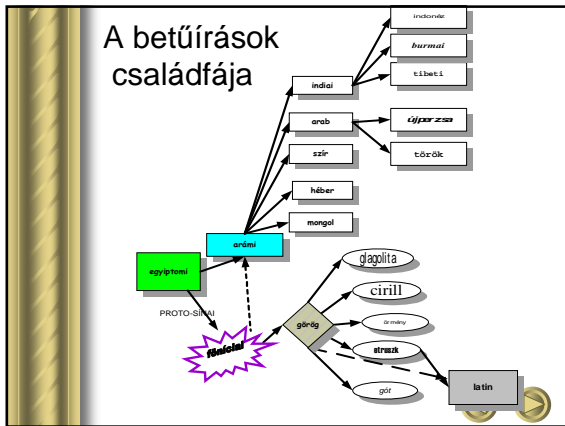 A betűírások
családfája
indonéz
burmai
tibeti
indiai
arab
újperzsa
török
szír
héber
mongol
arámi
egyiptomi
PROTO-SÍNAI
föníciai
görög
glagolita
cirill
örmény
etruszk
gót
latin